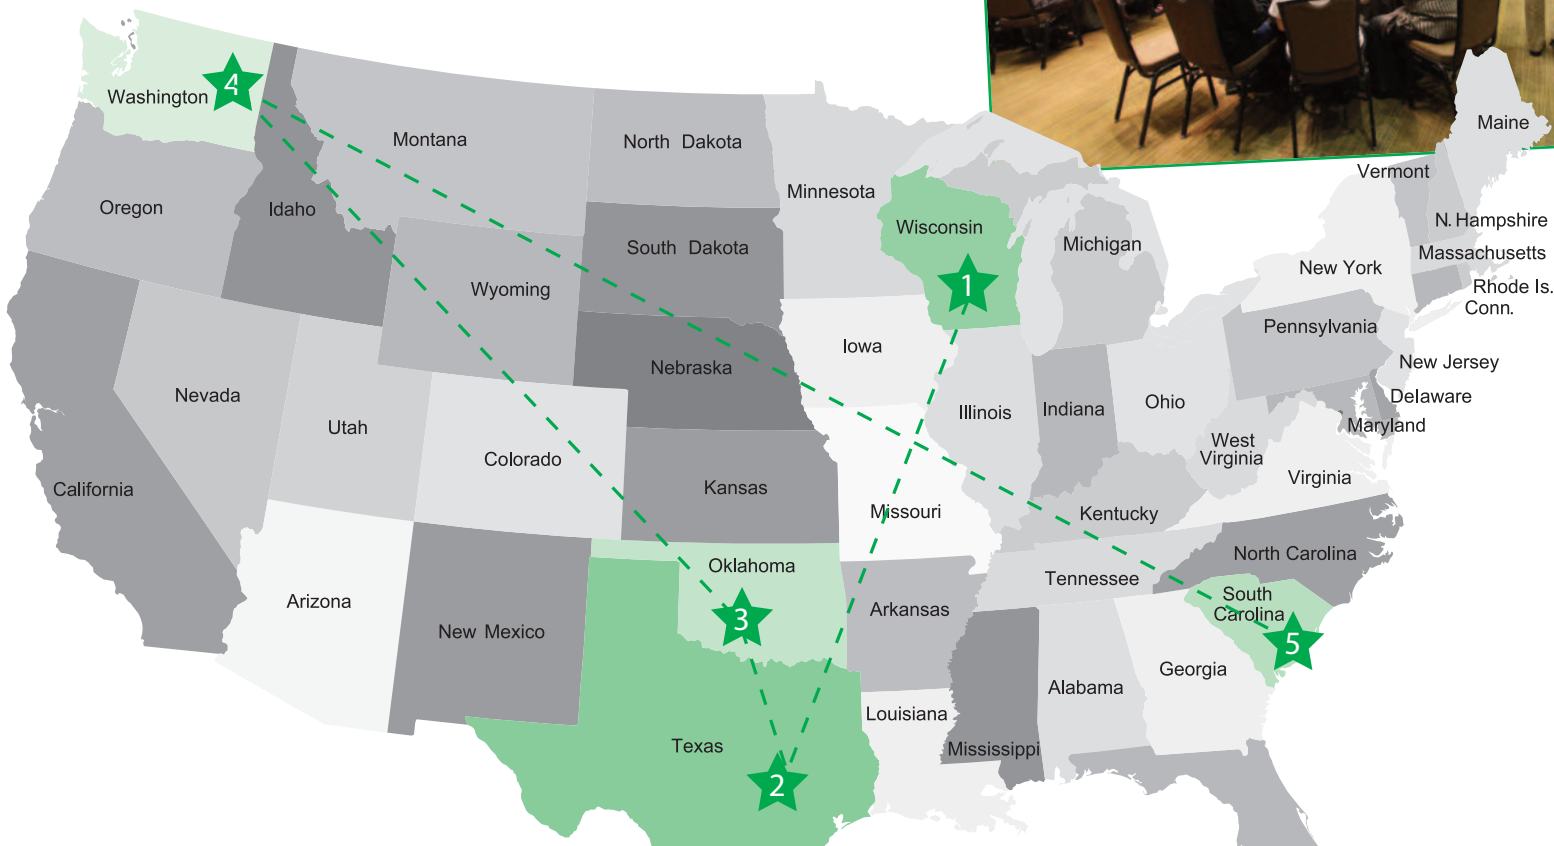 Washington
4
Montana
North Dakota
Minnesota
Maine
Vermont
Oregon
Idaho
South Dakota
Wisconsin
Michigan
N. Hampshire
Massachusetts
New York
Wyoming
1
Rhode Is.
Conn.
Pennsylvania
Iowa
New Jersey
Nebraska
Nevada
Delaware
Ohio
Indiana
Illinois
Maryland
Utah
West
Virginia
Colorado
Virginia
California
Kansas
Missouri
Kentucky
North Carolina
Oklahoma
Tennessee
South
Carolina
Arizona
Arkansas
3
New Mexico
5
Georgia
Alabama
Louisiana
Texas
Mississippi
2